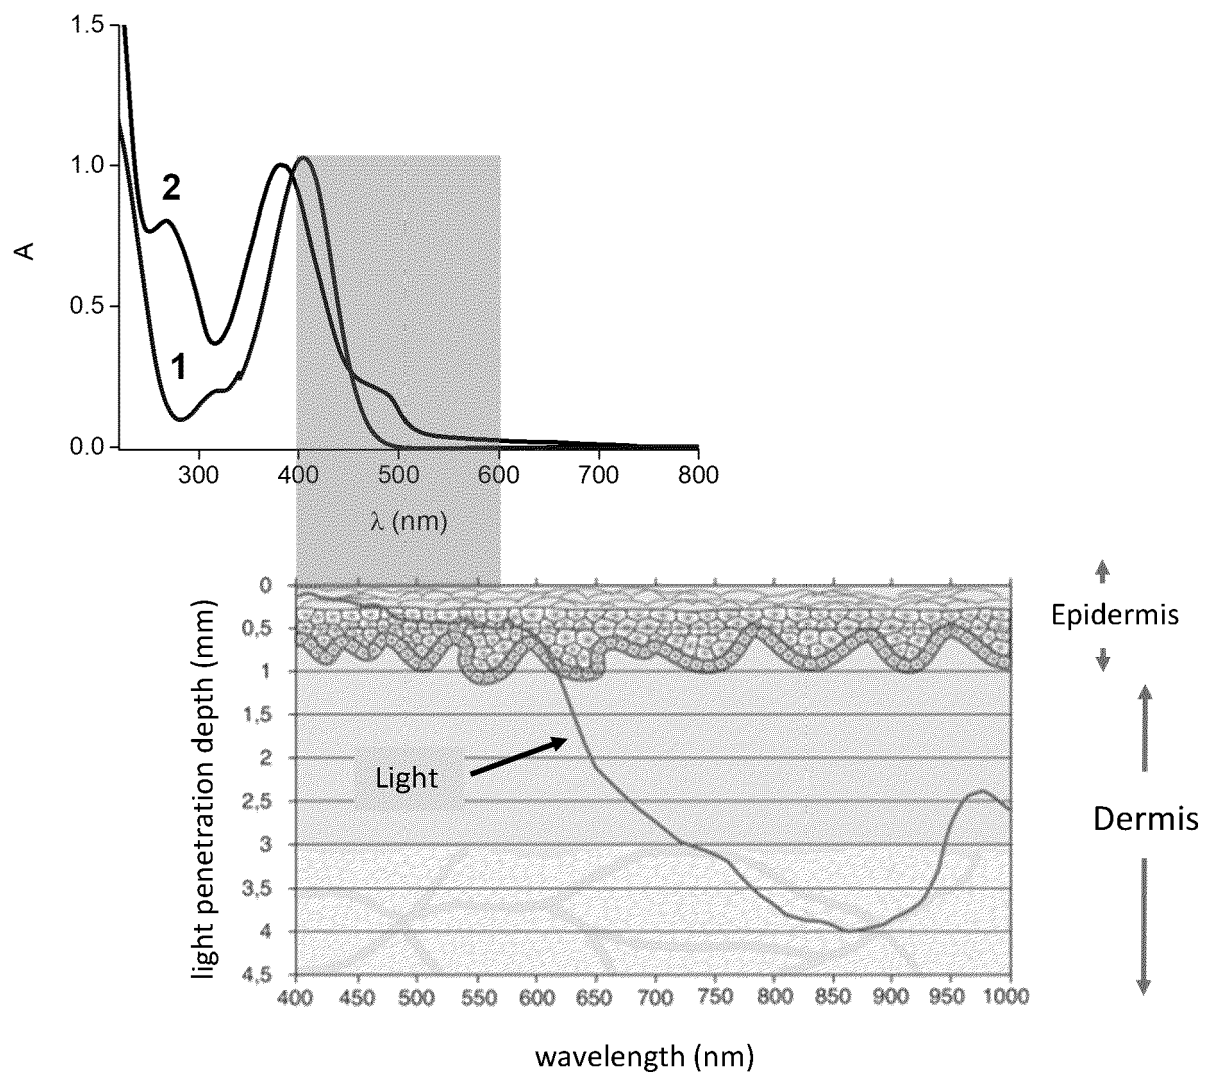 1.5
1.0
2
A
0.5
1
0.0
300 400 500 600 700 800
λ (nm)
0
0,5
1
1,5
2
2,5
3
3,5
4
4,5
light penetration depth (mm)
Epidermis
Light
Dermis
400 450 500 550 600 650 700 750 800 850 900 950 1000
wavelength (nm)